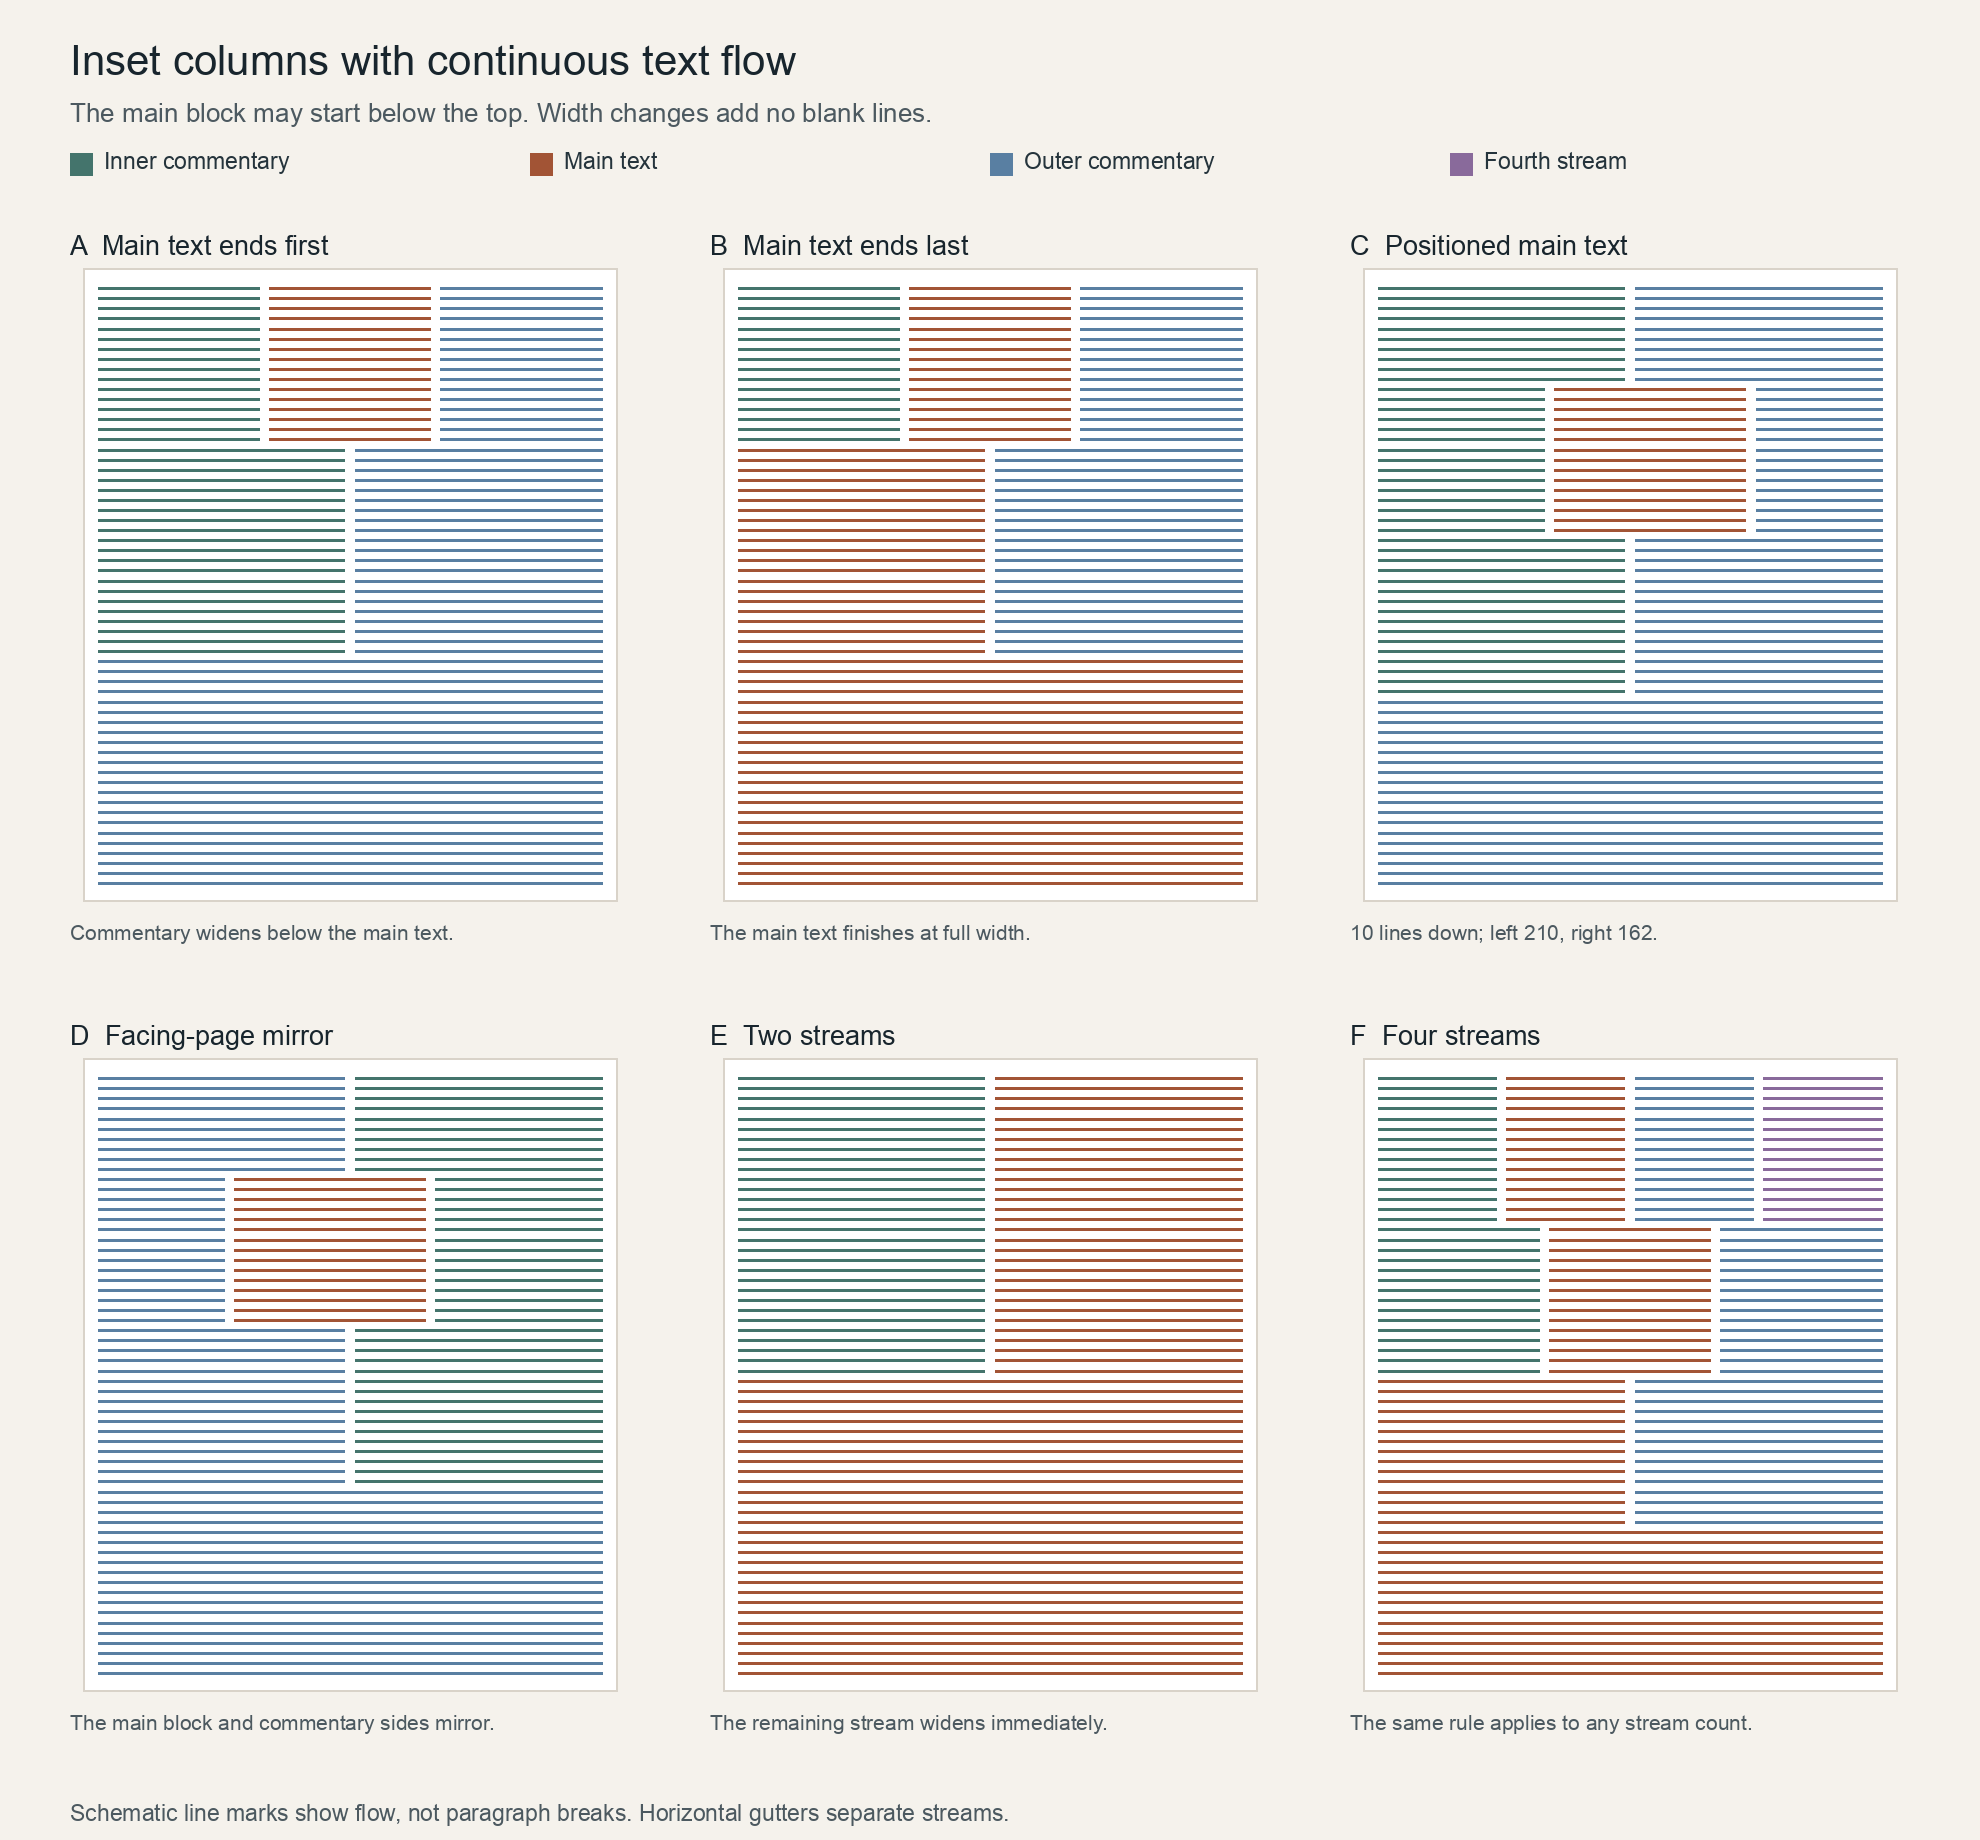 Inset columns with continuous text flow
The main block may start below the top. Width changes add no blank lines.
Inner commentary
Main text
Outer commentary
Fourth stream
A Main text ends first
B Main text ends last
C Positioned main text
Commentary widens below the main text.
The main text finishes at full width.
10 lines down; left 210, right 162.
D Facing-page mirror
E Two streams
F Four streams
The main block and commentary sides mirror.
The remaining stream widens immediately.
The same rule applies to any stream count.
Schematic line marks show flow, not paragraph breaks. Horizontal gutters separate streams.